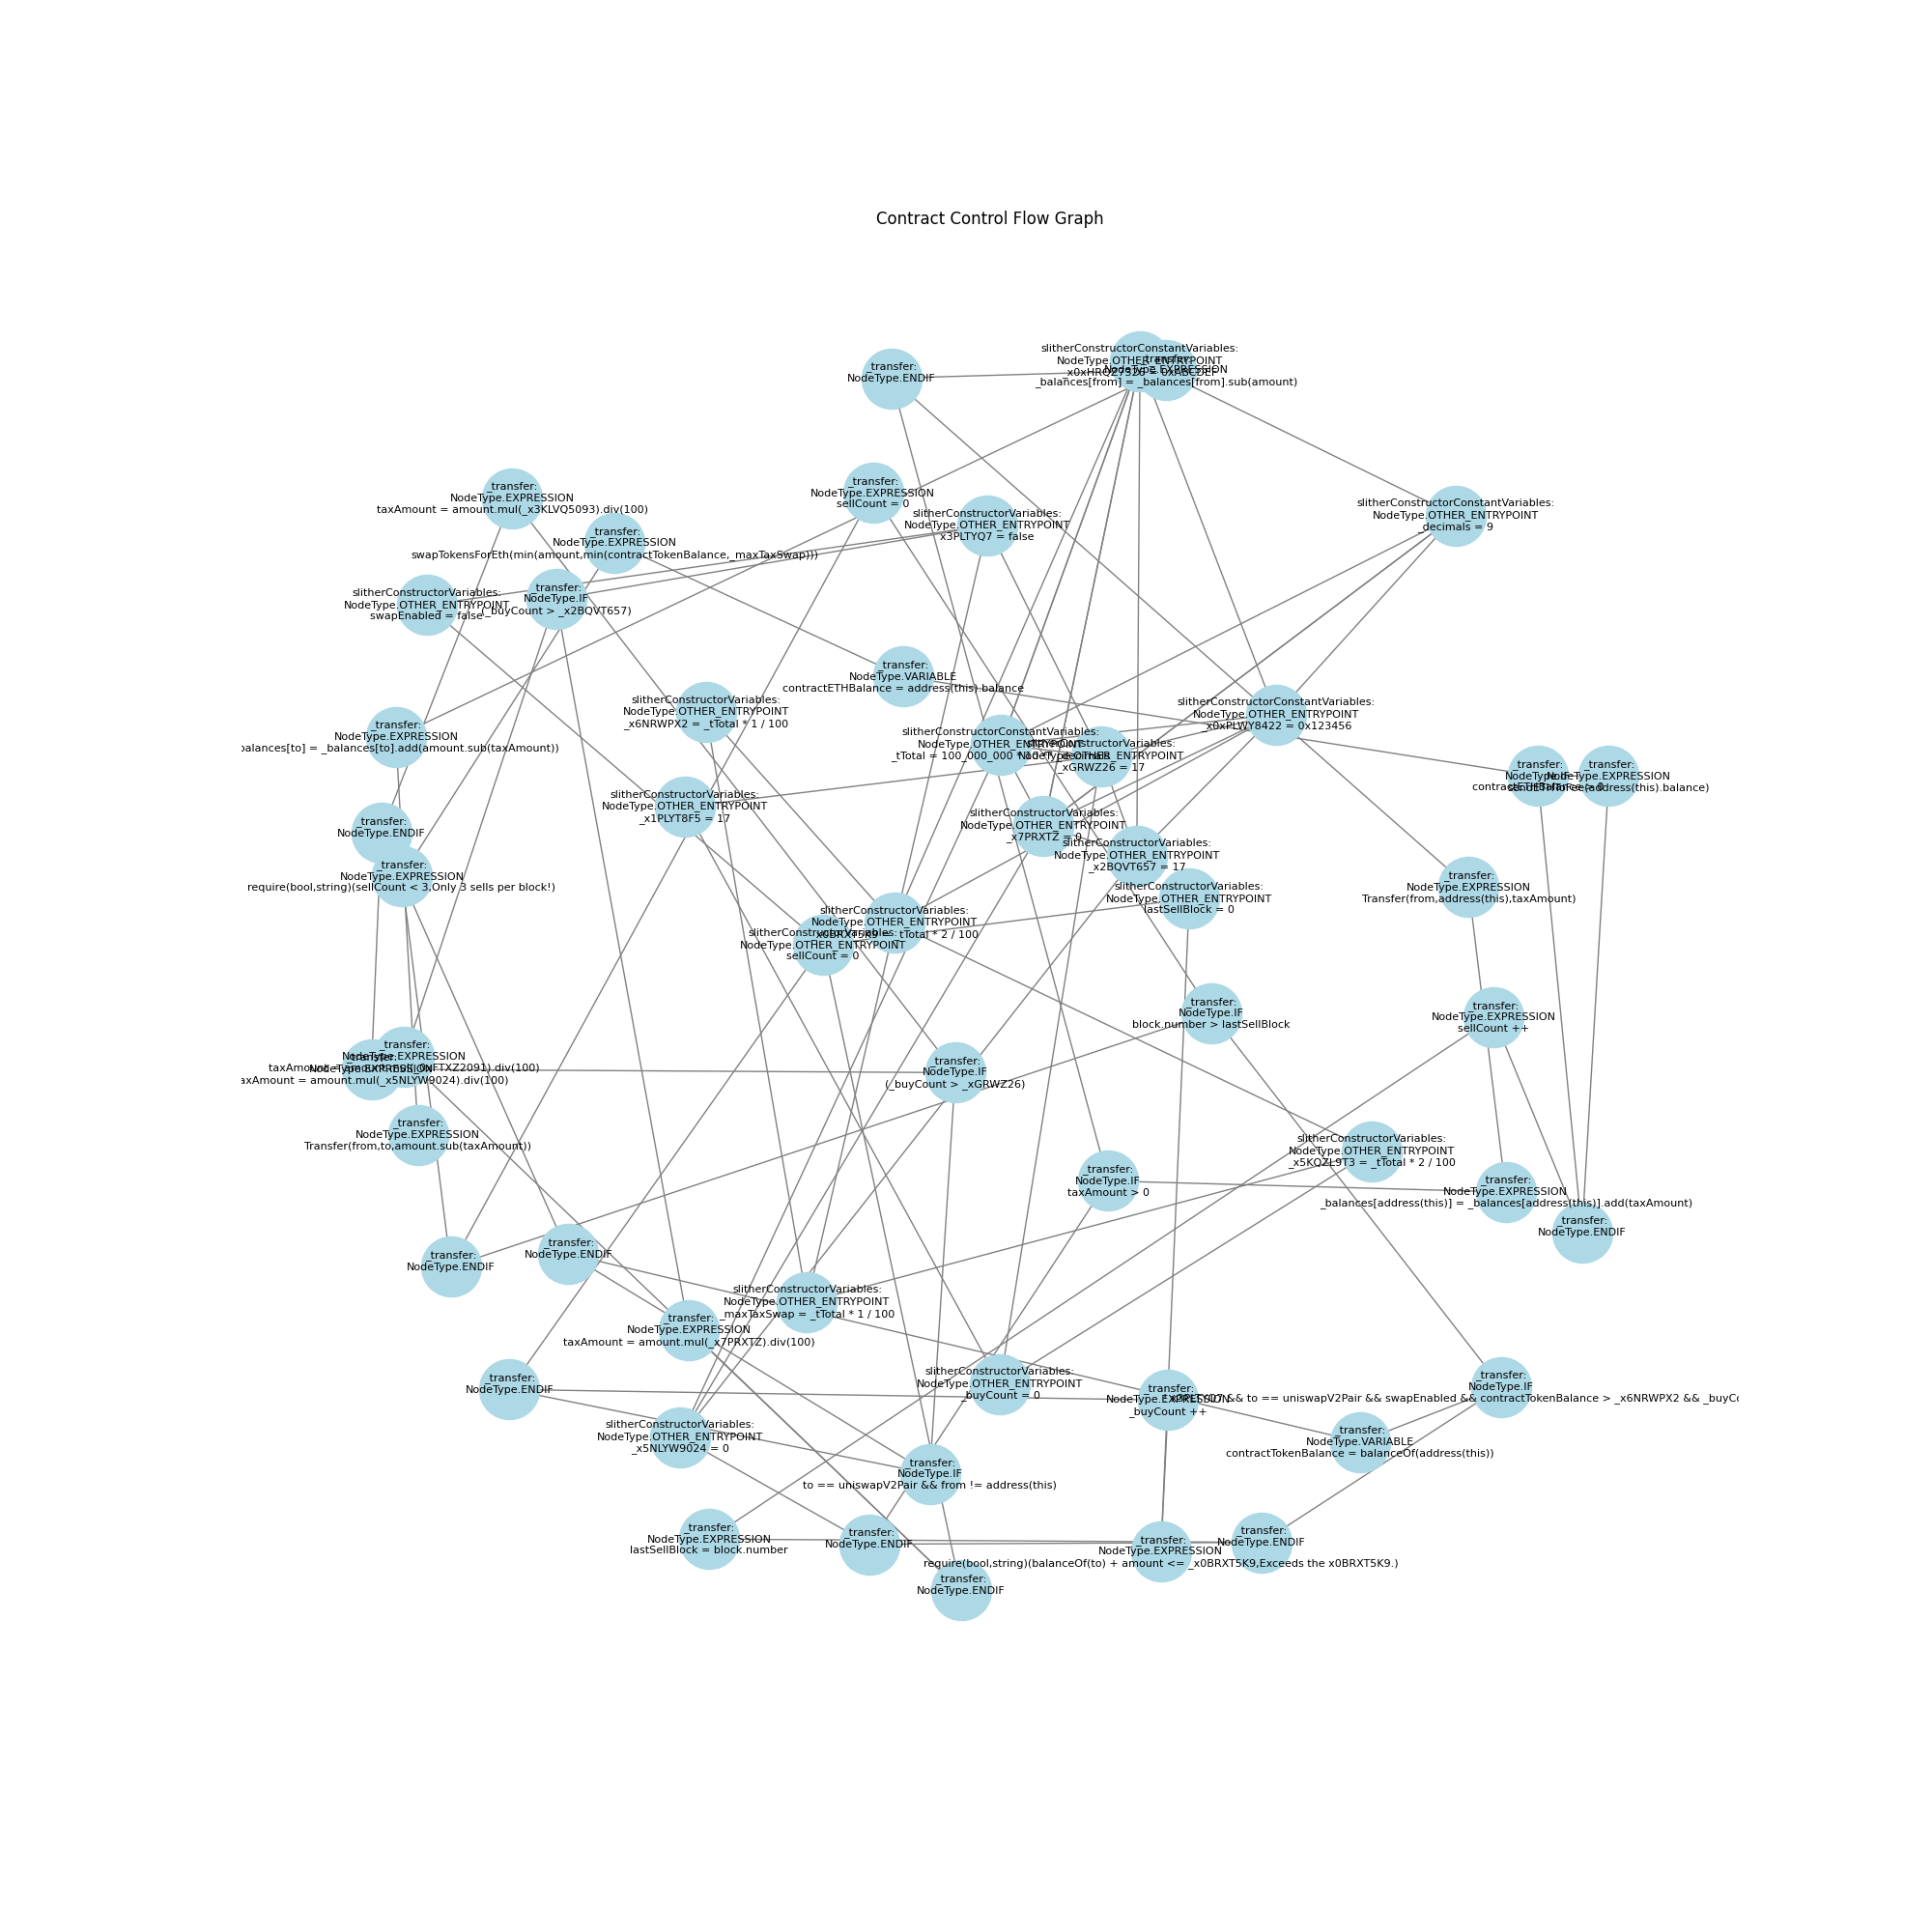 Contract Control Flow Graph
slitherConstructorConstantVariables:
NodeType.OTHER_ENTRYPOINT
_x0xHRQZ7328 = 0xABCDEF
_transfer:
NodeType.EXPRESSION
_balances[from] = _balances[from].sub(amount)
_transfer:
NodeType.ENDIF
_transfer:
NodeType.EXPRESSION
taxAmount = amount.mul(_x3KLVQ5093).div(100)
_transfer:
NodeType.EXPRESSION
sellCount = 0
slitherConstructorVariables:
NodeType.OTHER_ENTRYPOINT
x3PLTYQ7 = false
slitherConstructorConstantVariables:
NodeType.OTHER_ENTRYPOINT
_decimals = 9
_transfer:
NodeType.EXPRESSION
swapTokensForEth(min(amount,min(contractTokenBalance,_maxTaxSwap)))
slitherConstructorVariables:
NodeType.OTHER_ENTRYPOINT
swapEnabled = false
_transfer:
NodeType.IF
(_buyCount > _x2BQVT657)
_transfer:
NodeType.VARIABLE
contractETHBalance = address(this).balance
slitherConstructorVariables:
NodeType.OTHER_ENTRYPOINT
_x6NRWPX2 = _tTotal * 1 / 100
slitherConstructorConstantVariables:
NodeType.OTHER_ENTRYPOINT
_x0xPLWY8422 = 0x123456
_transfer:
NodeType.EXPRESSION
balances[to] = _balances[to].add(amount.sub(taxAmount))
slitherConstructorConstantVariables:
NodeType.OTHER_ENTRYPOINT
_tTotal = 100_000_000 * 10 ** _decimals
slitherConstructorVariables:
NodeType.OTHER_ENTRYPOINT
_xGRWZ26 = 17
_transfer:
NodeType.IF
contractETHBalance > 0
_transfer:
NodeType.EXPRESSION
sendETHToFee(address(this).balance)
slitherConstructorVariables:
NodeType.OTHER_ENTRYPOINT
_x1PLYT8F5 = 17
_transfer:
NodeType.ENDIF
slitherConstructorVariables:
NodeType.OTHER_ENTRYPOINT
_x7PRXTZ = 0
slitherConstructorVariables:
NodeType.OTHER_ENTRYPOINT
_x2BQVT657 = 17
_transfer:
NodeType.EXPRESSION
require(bool,string)(sellCount < 3,Only 3 sells per block!)
_transfer:
NodeType.EXPRESSION
Transfer(from,address(this),taxAmount)
slitherConstructorVariables:
NodeType.OTHER_ENTRYPOINT
lastSellBlock = 0
slitherConstructorVariables:
NodeType.OTHER_ENTRYPOINT
_x0BRXT5K9 = _tTotal * 2 / 100
slitherConstructorVariables:
NodeType.OTHER_ENTRYPOINT
sellCount = 0
_transfer:
NodeType.IF
block.number > lastSellBlock
_transfer:
NodeType.EXPRESSION
sellCount ++
_transfer:
NodeType.EXPRESSION
_transfer:
NodeType.EXPRESSION
axAmount = amount.mul(_x5NLYW9024).div(100)
_transfer:
NodeType.IF
(_buyCount > _xGRWZ26)
_transfer:
NodeType.EXPRESSION
Transfer(from,to,amount.sub(taxAmount))
slitherConstructorVariables:
NodeType.OTHER_ENTRYPOINT
_x5KQZL9T3 = _tTotal * 2 / 100
_transfer:
NodeType.IF
taxAmount > 0
_transfer:
NodeType.EXPRESSION
_balances[address(this)] = _balances[address(this)].add(taxAmount)
_transfer:
NodeType.ENDIF
_transfer:
NodeType.ENDIF
_transfer:
NodeType.ENDIF
slitherConstructorVariables:
NodeType.OTHER_ENTRYPOINT
_maxTaxSwap = _tTotal * 1 / 100
_transfer:
NodeType.EXPRESSION
taxAmount = amount.mul(_x7PRXTZ).div(100)
_transfer:
NodeType.ENDIF
slitherConstructorVariables:
NodeType.OTHER_ENTRYPOINT
_buyCount = 0
_transfer:
NodeType.EXPRESSION
_buyCount ++
_transfer:
NodeType.IF
x3PLTYQ7 && to == uniswapV2Pair && swapEnabled && contractTokenBalance > _x6NRWPX2 && _buyCo
slitherConstructorVariables:
NodeType.OTHER_ENTRYPOINT
_x5NLYW9024 = 0
_transfer:
NodeType.VARIABLE
contractTokenBalance = balanceOf(address(this))
_transfer:
NodeType.IF
to == uniswapV2Pair && from != address(this)
_transfer:
NodeType.EXPRESSION
lastSellBlock = block.number
_transfer:
NodeType.ENDIF
_transfer:
NodeType.EXPRESSION
require(bool,string)(balanceOf(to) + amount <= _x0BRXT5K9,Exceeds the x0BRXT5K9.)
_transfer:
NodeType.ENDIF
_transfer:
NodeType.ENDIF